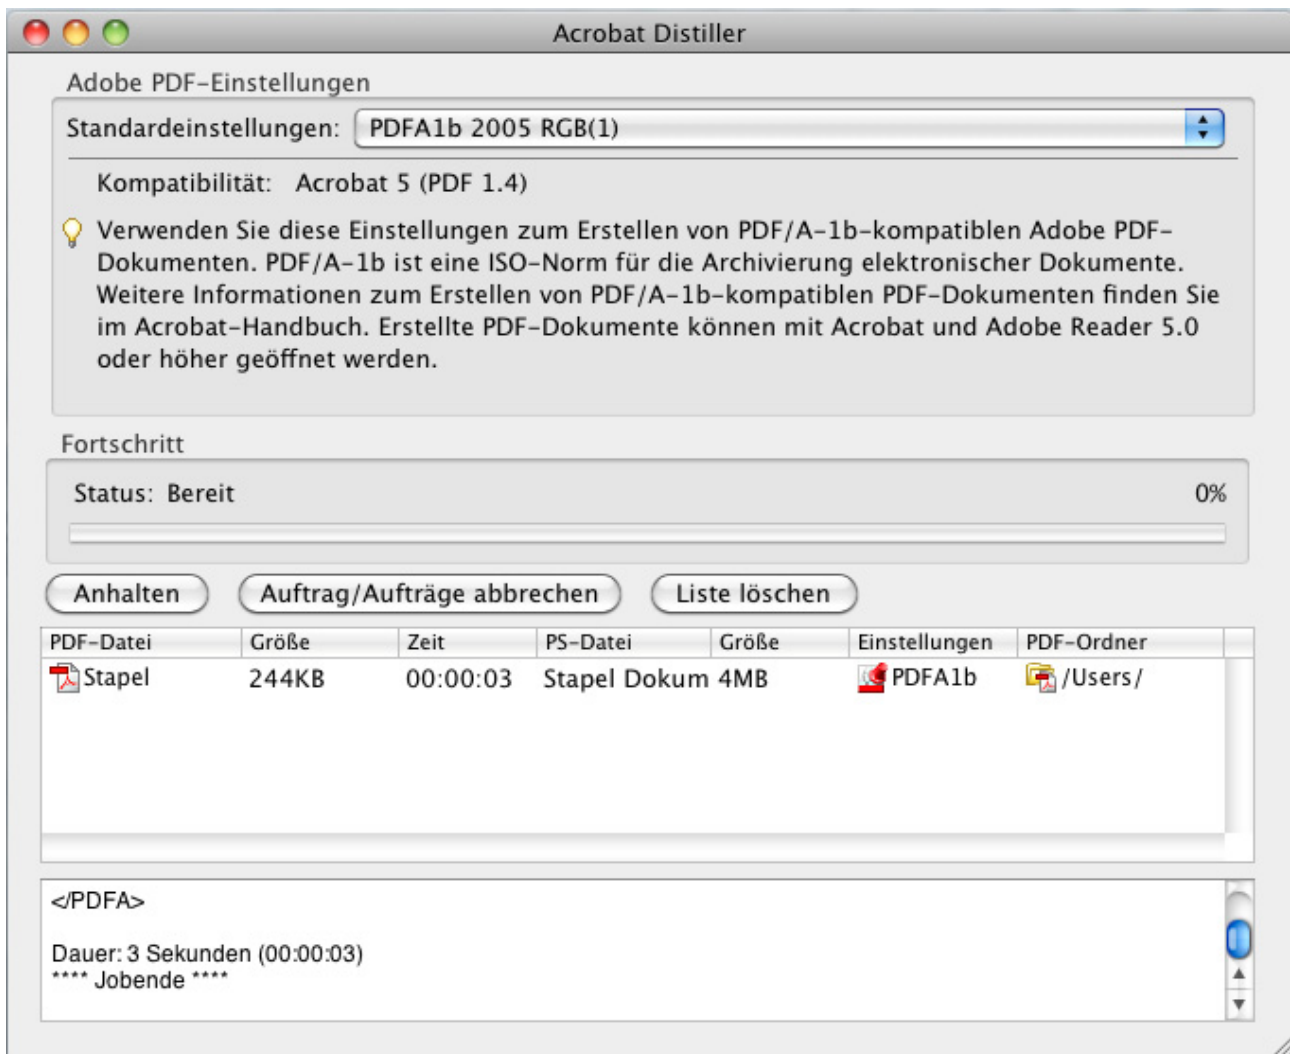 Acrobat Distiller
Adobe PDF-Einstellungen
Standardeinstellungen: PDFA1b 2005 RGB(1)
Kompatibilität: Acrobat 5 (PDF 1.4)
Verwenden Sie diese Einstellungen zum Erstellen von PDF/A-1b-kompatiblen Adobe PDF-
Dokumenten. PDF/A-1b ist eine ISO-Norm für die Archivierung elektronischer Dokumente.
Weitere Informationen zum Erstellen von PDF/A-1b-kompatiblen PDF-Dokumenten finden Sie
im Acrobat-Handbuch. Erstellte PDF-Dokumente können mit Acrobat und Adobe Reader 5.0
oder höher geöffnet werden.
Fortschritt
Status: Bereit 0%
Anhalten Auftrag/Aufträge abbrechen Liste löschen
PDF-Datei Größe Zeit PS-Datei Größe Einstellungen PDF-Ordner
Stapel 244KB 00:00:03 Stapel Dokum 4MB PDFA1b /Users/
</PDFA>
Dauer: 3 Sekunden (00:00:03)
**** Jobende ****